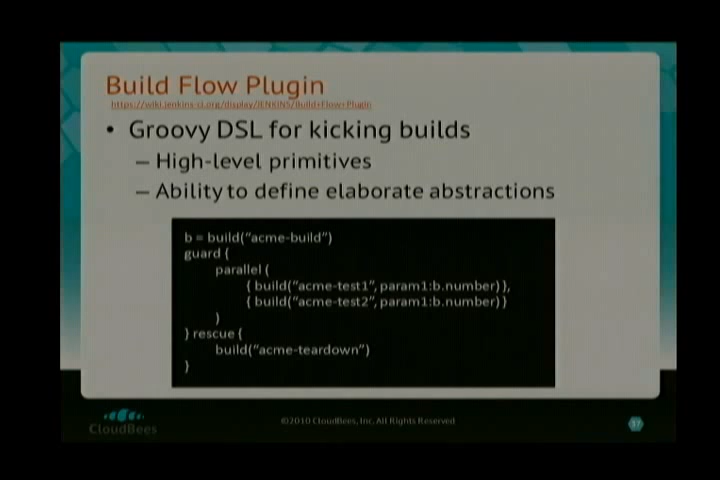 Build Flow Plugin
https://wiki.jenkins-ci.org/display/JENKINS/Build+Flow+Plugin
• Groovy DSL for kicking builds
– High-level primitives
– Ability to define elaborate abstractions
b = build(“acme-build”)
guard {
parallel (
{ build(“acme-test1”, param1:b.number) },
{ build(“acme-test2”, param1:b.number) }
)
} rescue {
build(“acme-teardown”)
}
CloudBees
©2010 CloudBees, Inc. All Rights Reserved
37